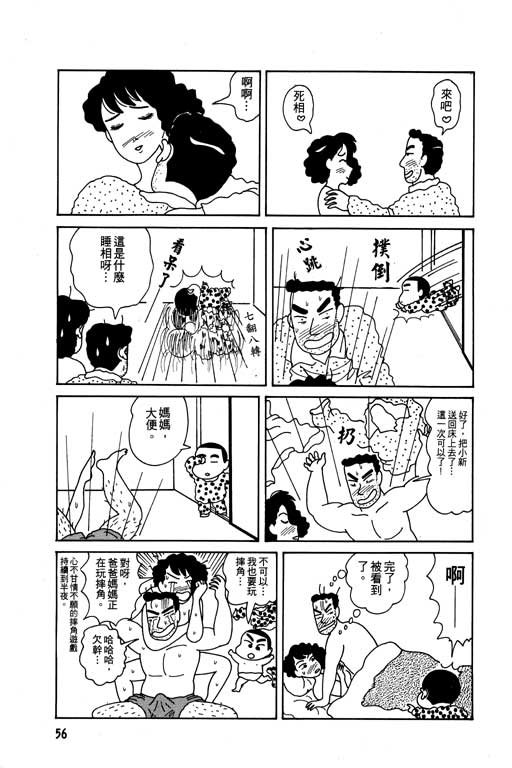 來吧♡
死相♡
啊啊…
撲倒
心跳
看呆了
七翻八轉
這是什麼
睡相呀…
好了，把小新
送回床上去了…
這一次可以了！
扔
媽媽，
大便。
啊
完了，
被看
到了
不可以…
我也要玩
摔角…
對呀
爸爸媽媽正
在玩摔角。
哈哈哈，
欠幹…
心不甘情不願的摔角遊戲
持續到半夜。
56